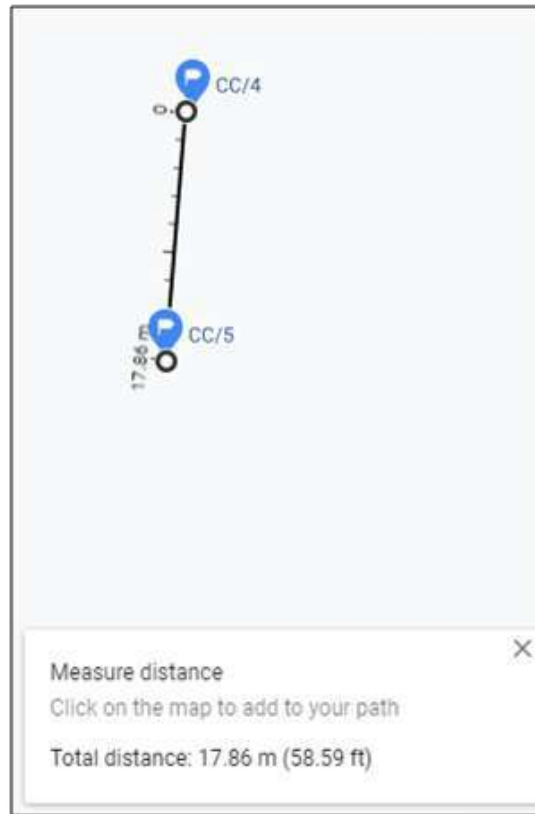 CC/4
0
CC/5
17.86 m
Measure distance
Click on the map to add to your path
Total distance: 17.86 m (58.59 ft)